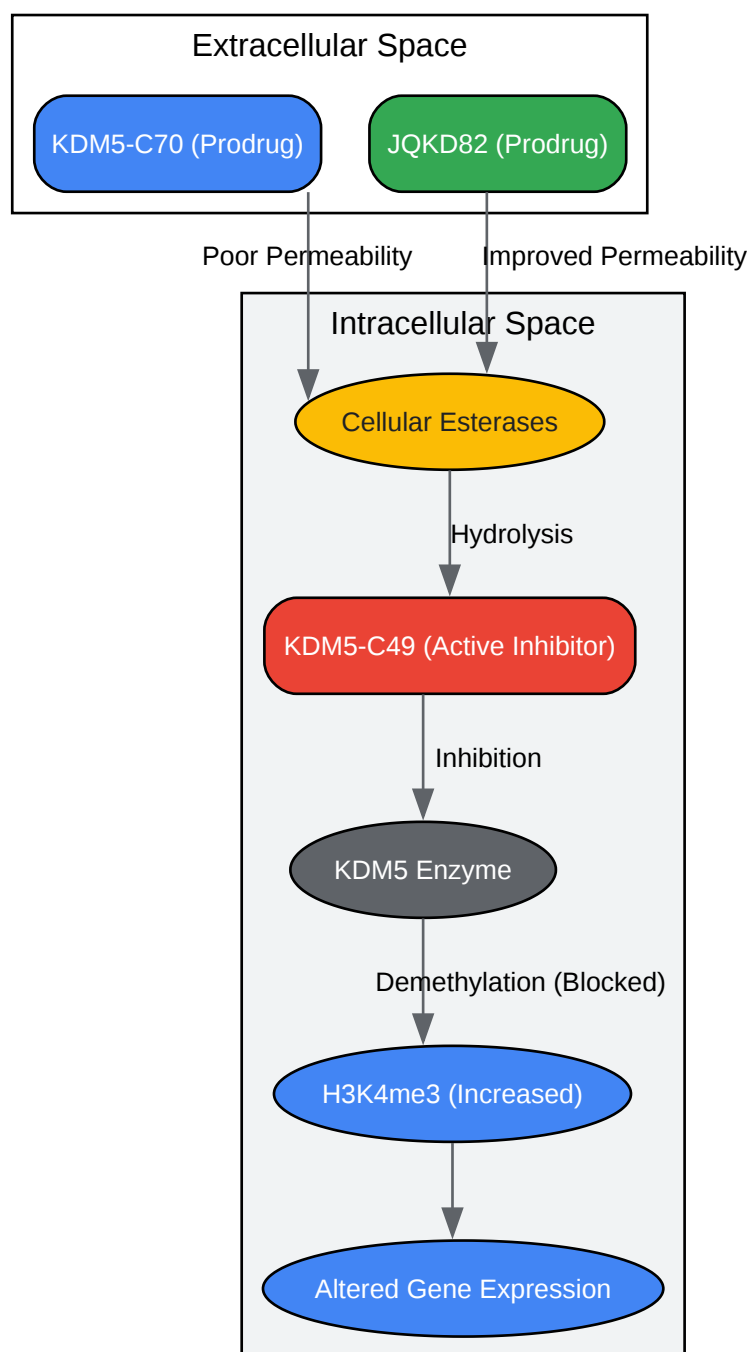 Extracellular Space
KDM5-C70 (Prodrug)
JQKD82 (Prodrug)
Poor Permeability
Improved Permeability
Intracellular Space
Cellular Esterases
Hydrolysis
KDM5-C49 (Active Inhibitor)
Inhibition
KDM5 Enzyme
Demethylation (Blocked)
H3K4me3 (Increased)
Altered Gene Expression